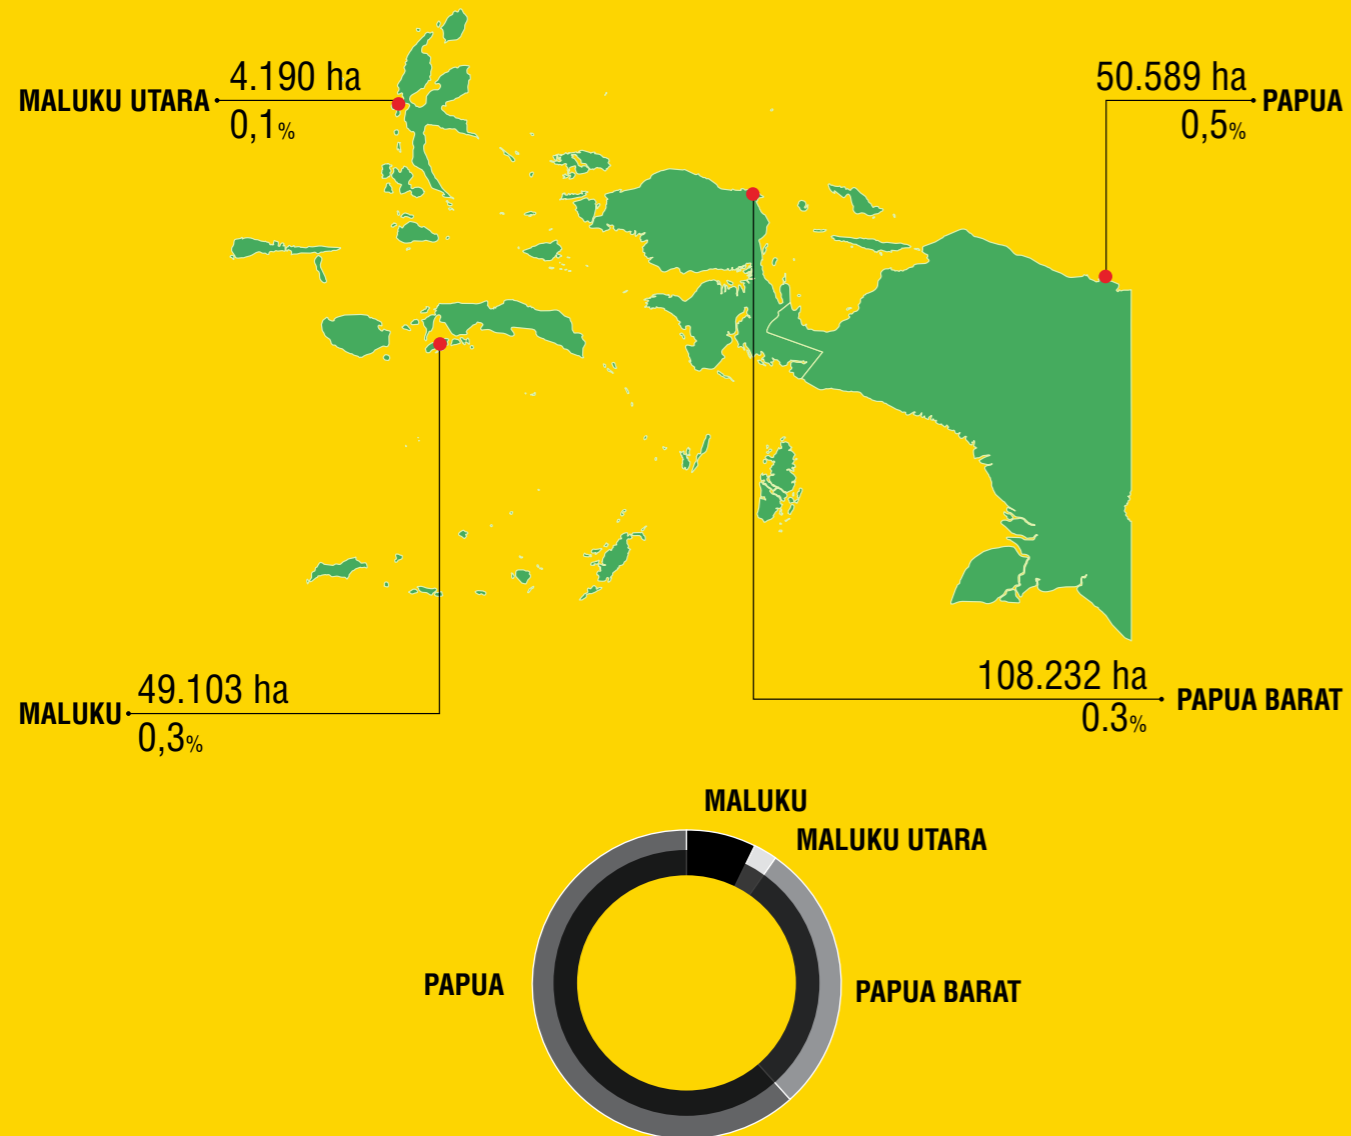 MALUKU UTARA
4.190 ha
0,1%
50.589 ha
0,5%
PAPUA
MALUKU
49.103 ha
0,3%
108.232 ha
0.3%
PAPUA BARAT
MALUKU
MALUKU UTARA
PAPUA
PAPUA BARAT